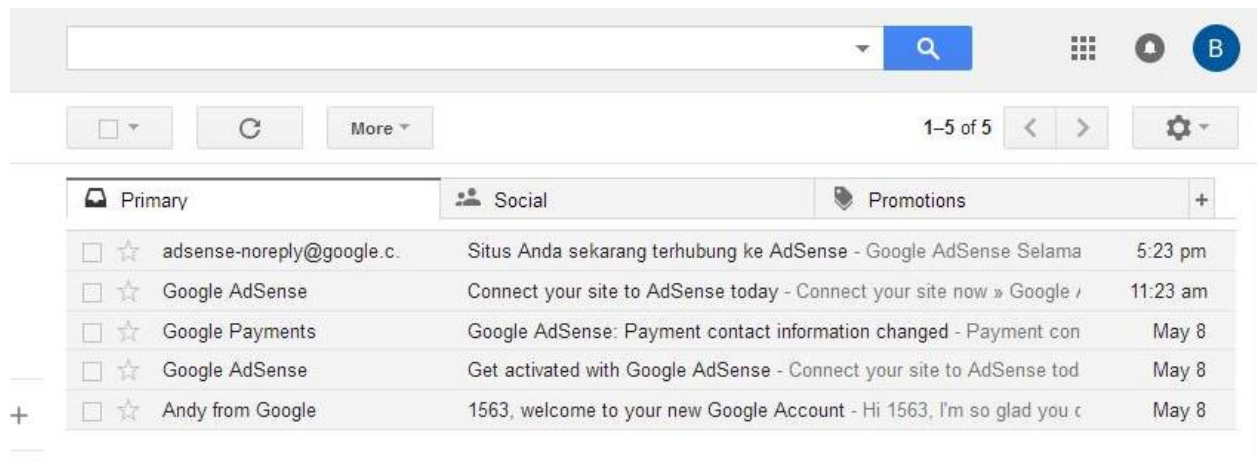 B
More 1–5 of 5
Primary Social Promotions +
adsense-noreply@google.c. Situs Anda sekarang terhubung ke AdSense - Google AdSense Selama 5:23 pm
Google AdSense Connect your site to AdSense today - Connect your site now » Google 11:23 am
Google Payments Google AdSense: Payment contact information changed - Payment con May 8
Google AdSense Get activated with Google AdSense - Connect your site to AdSense tod May 8
Andy from Google 1563, welcome to your new Google Account - Hi 1563, I'm so glad you c May 8